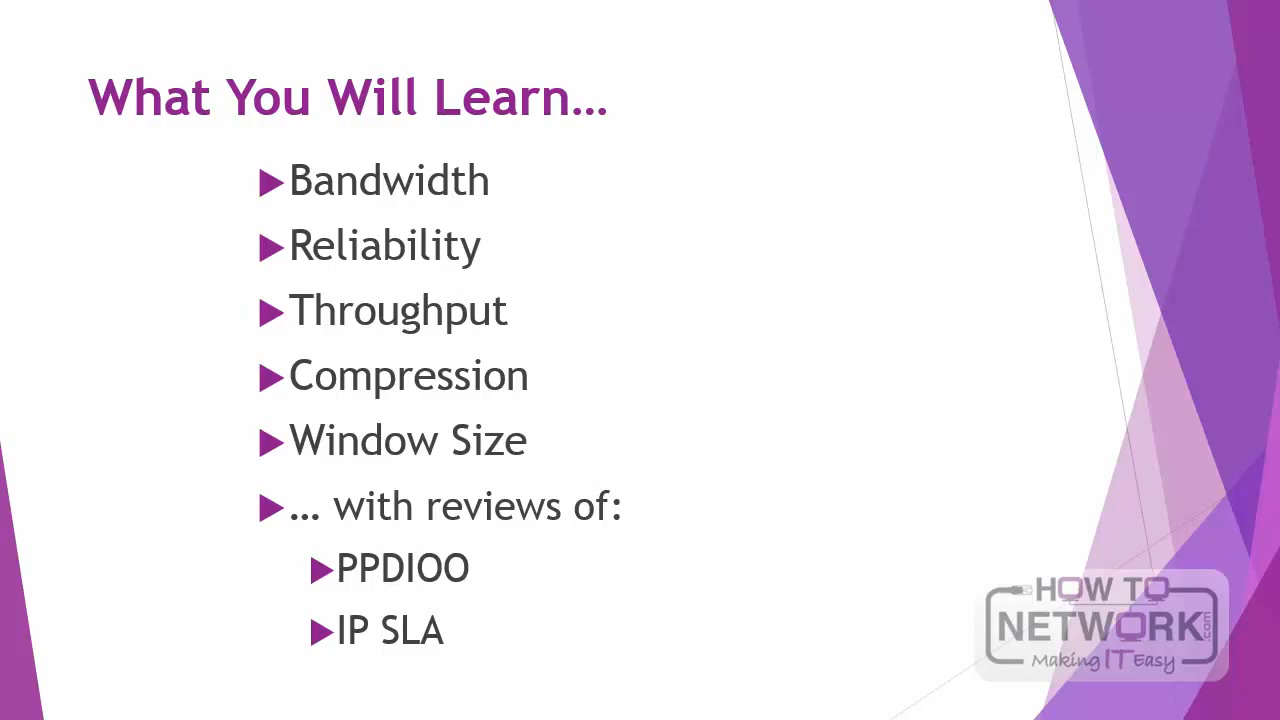 What You Will Learn…
Bandwidth
Reliability
Throughput
Compression
Window Size
… with reviews of:
PPDIOO
IP SLA
HOW TO
NETWORK.com
Making IT Easy